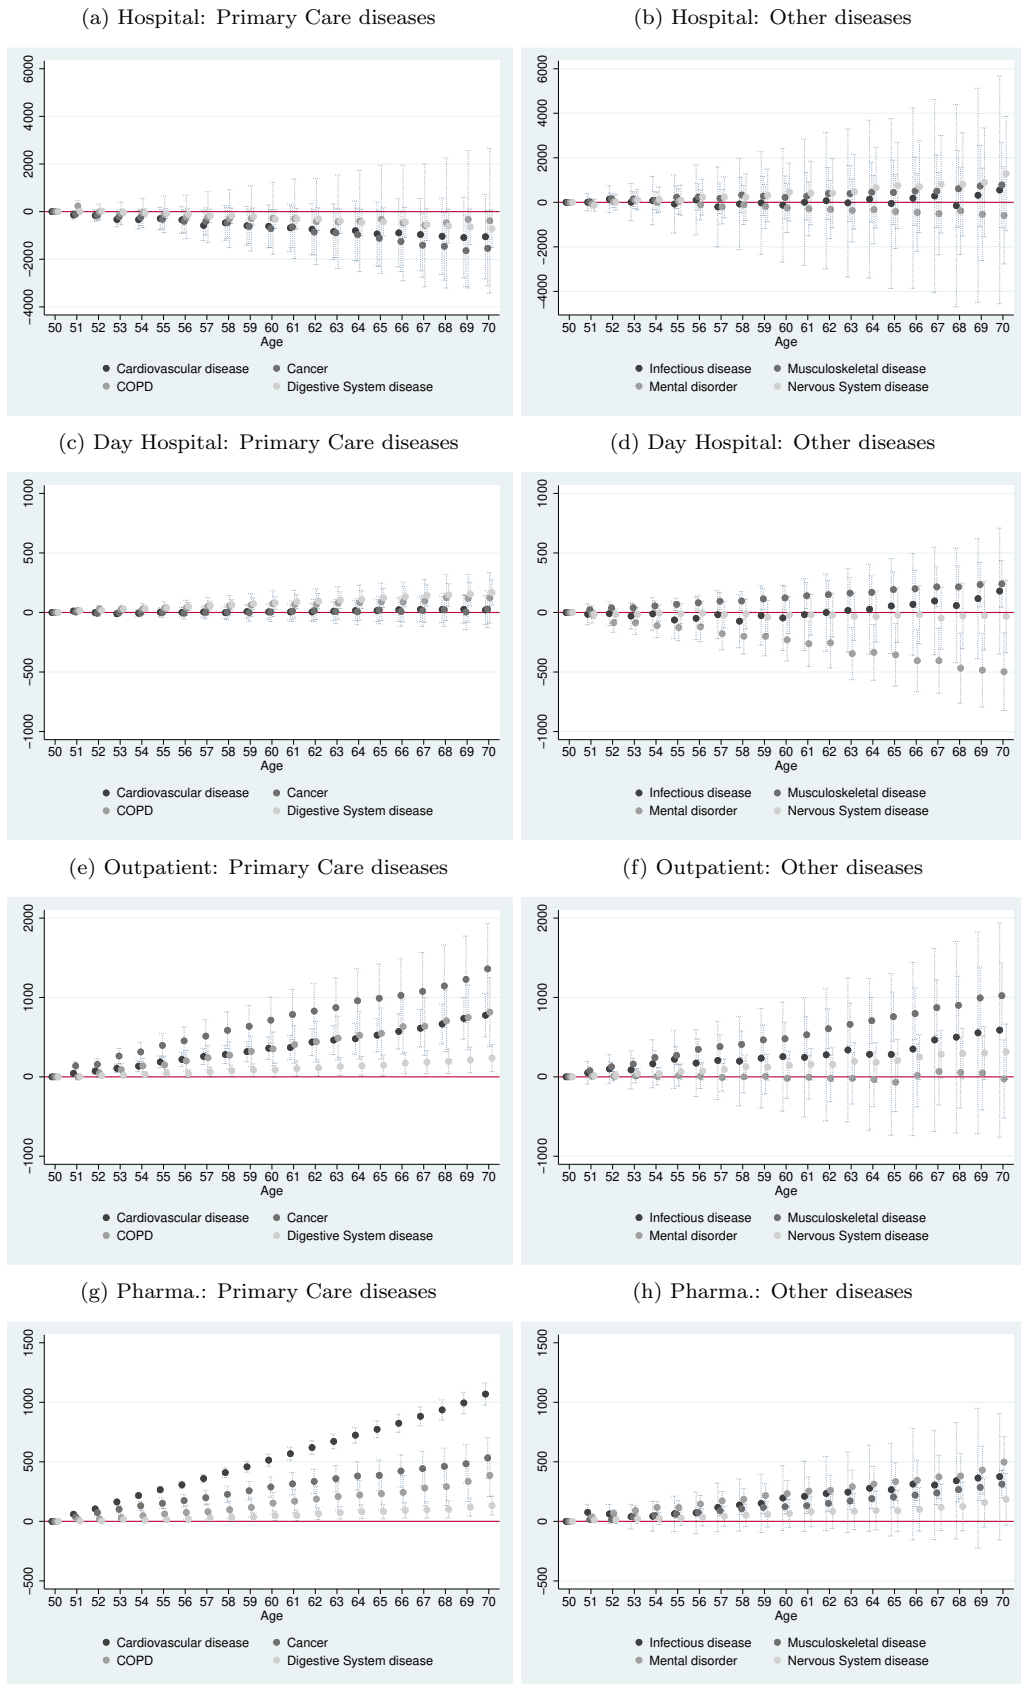 (a) Hospital: Primary Care diseases
6000
4000
2000
0
−2000
−4000
50 51 52 53 54 55 56 57 58 59 60 61 62 63 64 65 66 67 68 69 70
Age
Cardiovascular disease Cancer
COPD Digestive System disease
(b) Hospital: Other diseases
6000
4000
2000
0
−2000
−4000
50 51 52 53 54 55 56 57 58 59 60 61 62 63 64 65 66 67 68 69 70
Age
Infectious disease Musculoskeletal disease
Mental disorder Nervous System disease
(c) Day Hospital: Primary Care diseases
1000
500
0
−500
−1000
50 51 52 53 54 55 56 57 58 59 60 61 62 63 64 65 66 67 68 69 70
Age
Cardiovascular disease Cancer
COPD Digestive System disease
(d) Day Hospital: Other diseases
1000
500
0
−500
−1000
50 51 52 53 54 55 56 57 58 59 60 61 62 63 64 65 66 67 68 69 70
Age
Infectious disease Musculoskeletal disease
Mental disorder Nervous System disease
(e) Outpatient: Primary Care diseases
2000
1000
0
−1000
50 51 52 53 54 55 56 57 58 59 60 61 62 63 64 65 66 67 68 69 70
Age
Cardiovascular disease Cancer
COPD Digestive System disease
(f) Outpatient: Other diseases
2000
1000
0
−1000
50 51 52 53 54 55 56 57 58 59 60 61 62 63 64 65 66 67 68 69 70
Age
Infectious disease Musculoskeletal disease
Mental disorder Nervous System disease
(g) Pharma.: Primary Care diseases
1500
1000
500
0
−500
50 51 52 53 54 55 56 57 58 59 60 61 62 63 64 65 66 67 68 69 70
Age
Cardiovascular disease Cancer
COPD Digestive System disease
(h) Pharma.: Other diseases
1500
1000
500
0
−500
50 51 52 53 54 55 56 57 58 59 60 61 62 63 64 65 66 67 68 69 70
Age
Infectious disease Musculoskeletal disease
Mental disorder Nervous System disease